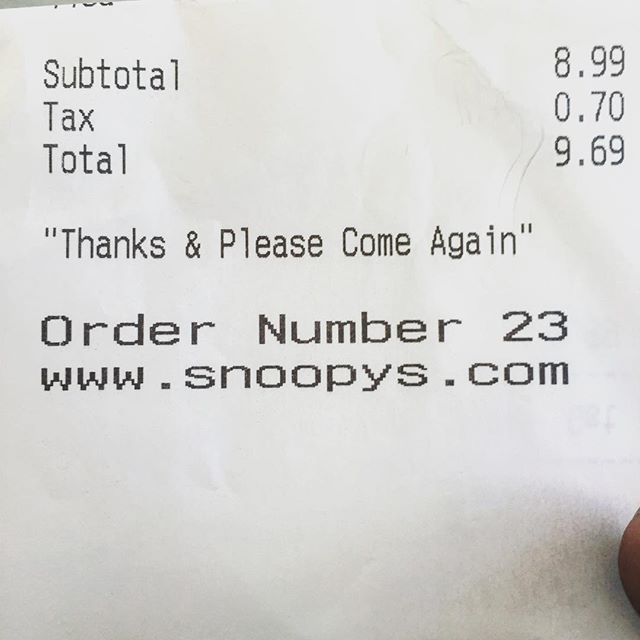 Subtotal 8.99
Tax 0.70
Total 9.69
"Thanks & Please Come Again"
Order Number 23
www.snoopys.com